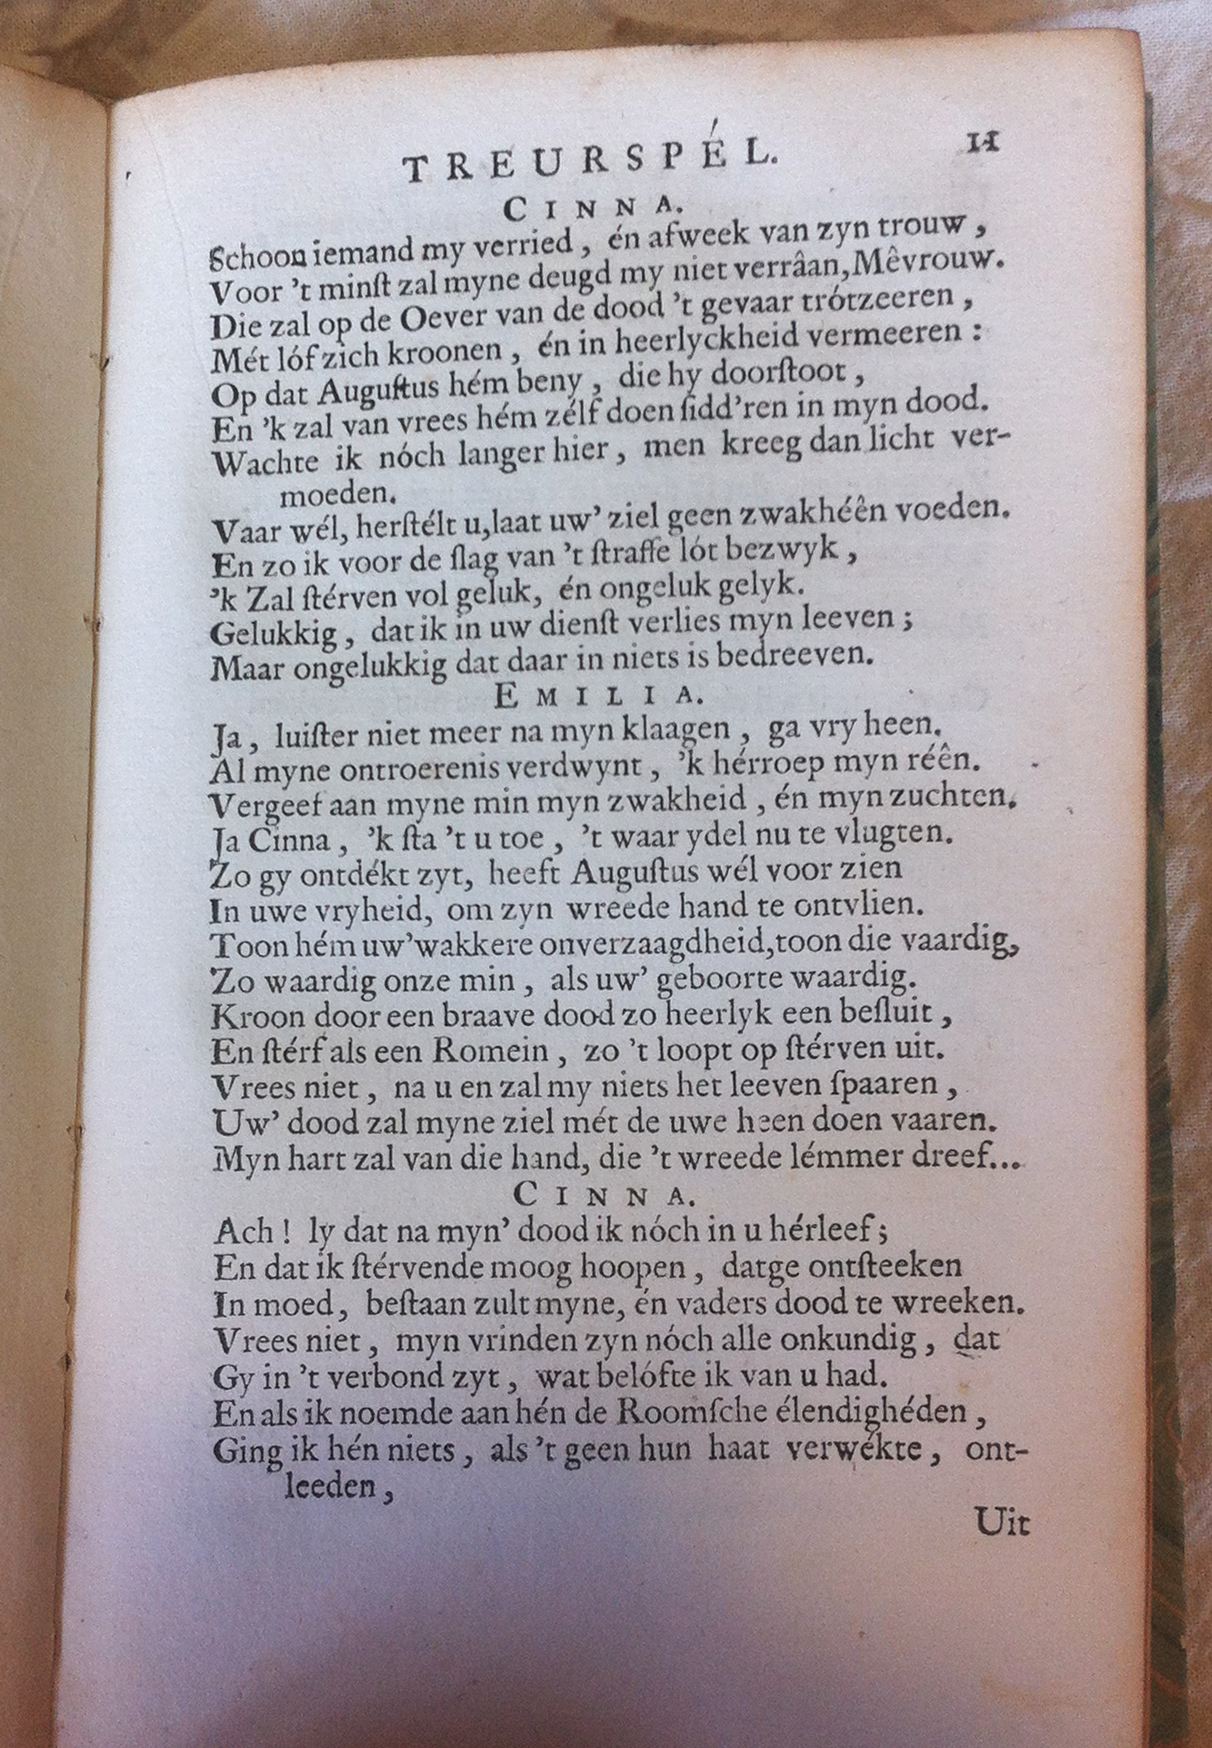 TREURSPÉL. 11
CINNA.
Schoon iemand my verried, én afweek van zyn trouw,
Voor 't minſt zal myne deugd my niet verrâan, Mêvrouw.
Die zal op de Oever van de dood 't gevaar trótzeeren,
Mét lóf zich kroonen, én in heerlyckheid vermeeren:
Op dat Auguſtus hém beny, die hy doorſtoot,
En 'k zal van vrees hém zélf doen ſidd'ren in myn dood.
Wachte ik nóch langer hier, men kreeg dan licht ver-
moeden.
Vaar wél, herſtélt u, laat uw' ziel geen zwakhéên voeden.
En zo ik voor de ſlag van 't ſtraffe lót bezwyk,
'k Zal ſtérven vol geluk, én ongeluk gelyk.
Gelukkig, dat ik in uw dienſt verlies myn leeven;
Maar ongelukkig dat daar in niets is bedreeven.
EMILIA.
Ja, luiſter niet meer na myn klaagen, ga vry heen.
Al myne ontroerenis verdwynt, 'k hérroep myn réên.
Vergeef aan myne min myn zwakheid, én myn zuchten.
Ja Cinna, 'k ſta 't u toe, 't waar ydel nu te vlugten.
Zo gy ontdékt zyt, heeft Auguſtus wél voor zien
In uwe vryheid, om zyn wreede hand te ontvlien.
Toon hém uw' wakkere onverzaagdheid, toon die vaardig,
Zo waardig onze min, als uw' geboorte waardig.
Kroon door een braave dood zo heerlyk een beſluit,
En ſtérf als een Romein, zo 't loopt op ſtérven uit.
Vrees niet, na u en zal my niets het leeven ſpaaren,
Uw' dood zal myne ziel mét de uwe heen doen vaaren.
Myn hart zal van die hand, die 't wreede lémmer dreef...
CINNA.
Ach! ly dat na myn' dood ik nóch in u hérleef;
En dat ik ſtérvende moog hoopen, datge ontſteeken
In moed, beſtaan zult myne, én vaders dood te wreeken.
Vrees niet, myn vrinden zyn nóch alle onkundig, dat
Gy in 't verbond zyt, wat belófte ik van u had.
En als ik noemde aan hén de Roomſche élendighéden,
Ging ik hén niets, als 't geen hun haat verwékte, ont-
leeden,
Uit